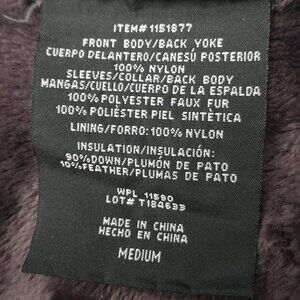 ITEM# 1151877
FRONT BODY/BACK YOKE
CUERPO DELANTERO/CANESÚ POSTERIOR
100% NYLON
SLEEVES/COLLAR/BACK BODY
MANGAS/CUELLO/CUERPO DE LA ESPALDA
100% POLYESTER FAUX FUR
100% POLIÉSTER PIEL SINTÉTICA
LINING/FORRO: 100% NYLON
INSULATION/INSULACIÓN:
90%DOWN/PLUMÓN DE PATO
10%FEATHER/PLUMAS DE PATO
WPL 11590
LOT# T184633
MADE IN CHINA
HECHO EN CHINA
MEDIUM